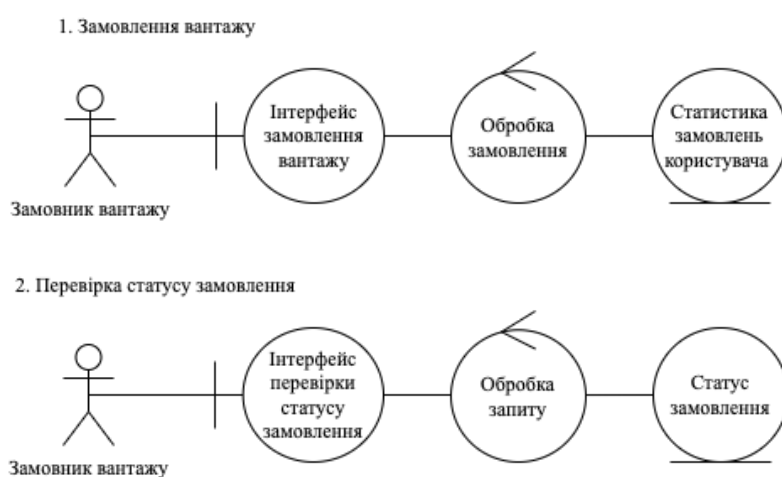 1. Замовлення вантажу
Інтерфейс
замовлення
вантажу
Обробка
замовлення
Статистика
замовлень
користувача
Замовник вантажу
2. Перевірка статусу замовлення
Інтерфейс
перевірки
статусу
замовлення
Обробка
запиту
Статус
замовлення
Замовник вантажу